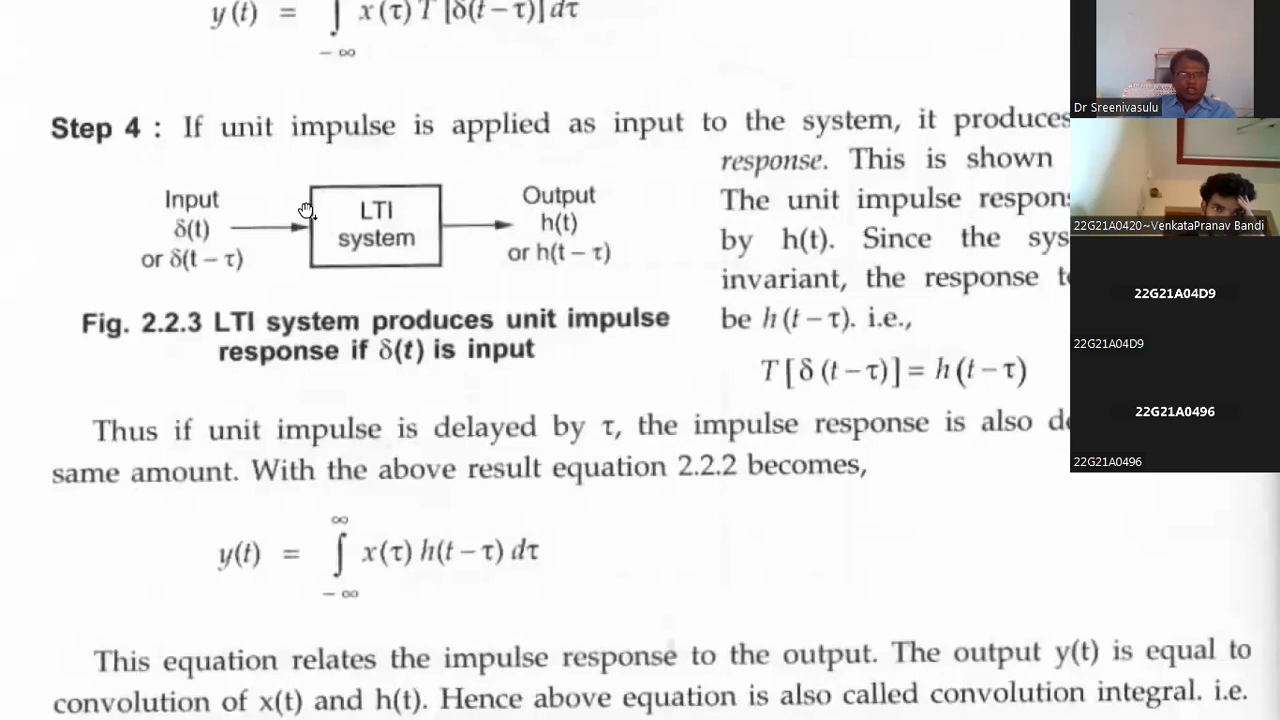 y(t) = ∫ x(τ) T [δ(t − τ)] dτ
− ∞
Step 4 : If unit impulse is applied as input to the system, it produces
response. This is shown
The unit impulse respon
by h(t). Since the sys
invariant, the response t
be h (t − τ). i.e.,
T [δ (t − τ)] = h (t − τ)
Input
δ(t)
or δ(t − τ)
LTI
system
Output
h(t)
or h(t − τ)
Fig. 2.2.3 LTI system produces unit impulse
response if δ(t) is input
Thus if unit impulse is delayed by τ, the impulse response is also de
same amount. With the above result equation 2.2.2 becomes,
∞
y(t) = ∫ x(τ) h(t − τ) dτ
− ∞
This equation relates the impulse response to the output. The output y(t) is equal to
convolution of x(t) and h(t). Hence above equation is also called convolution integral. i.e.
Dr Sreenivasulu
22G21A0420~VenkataPranav Bandi
22G21A04D9
22G21A04D9
22G21A0496
22G21A0496